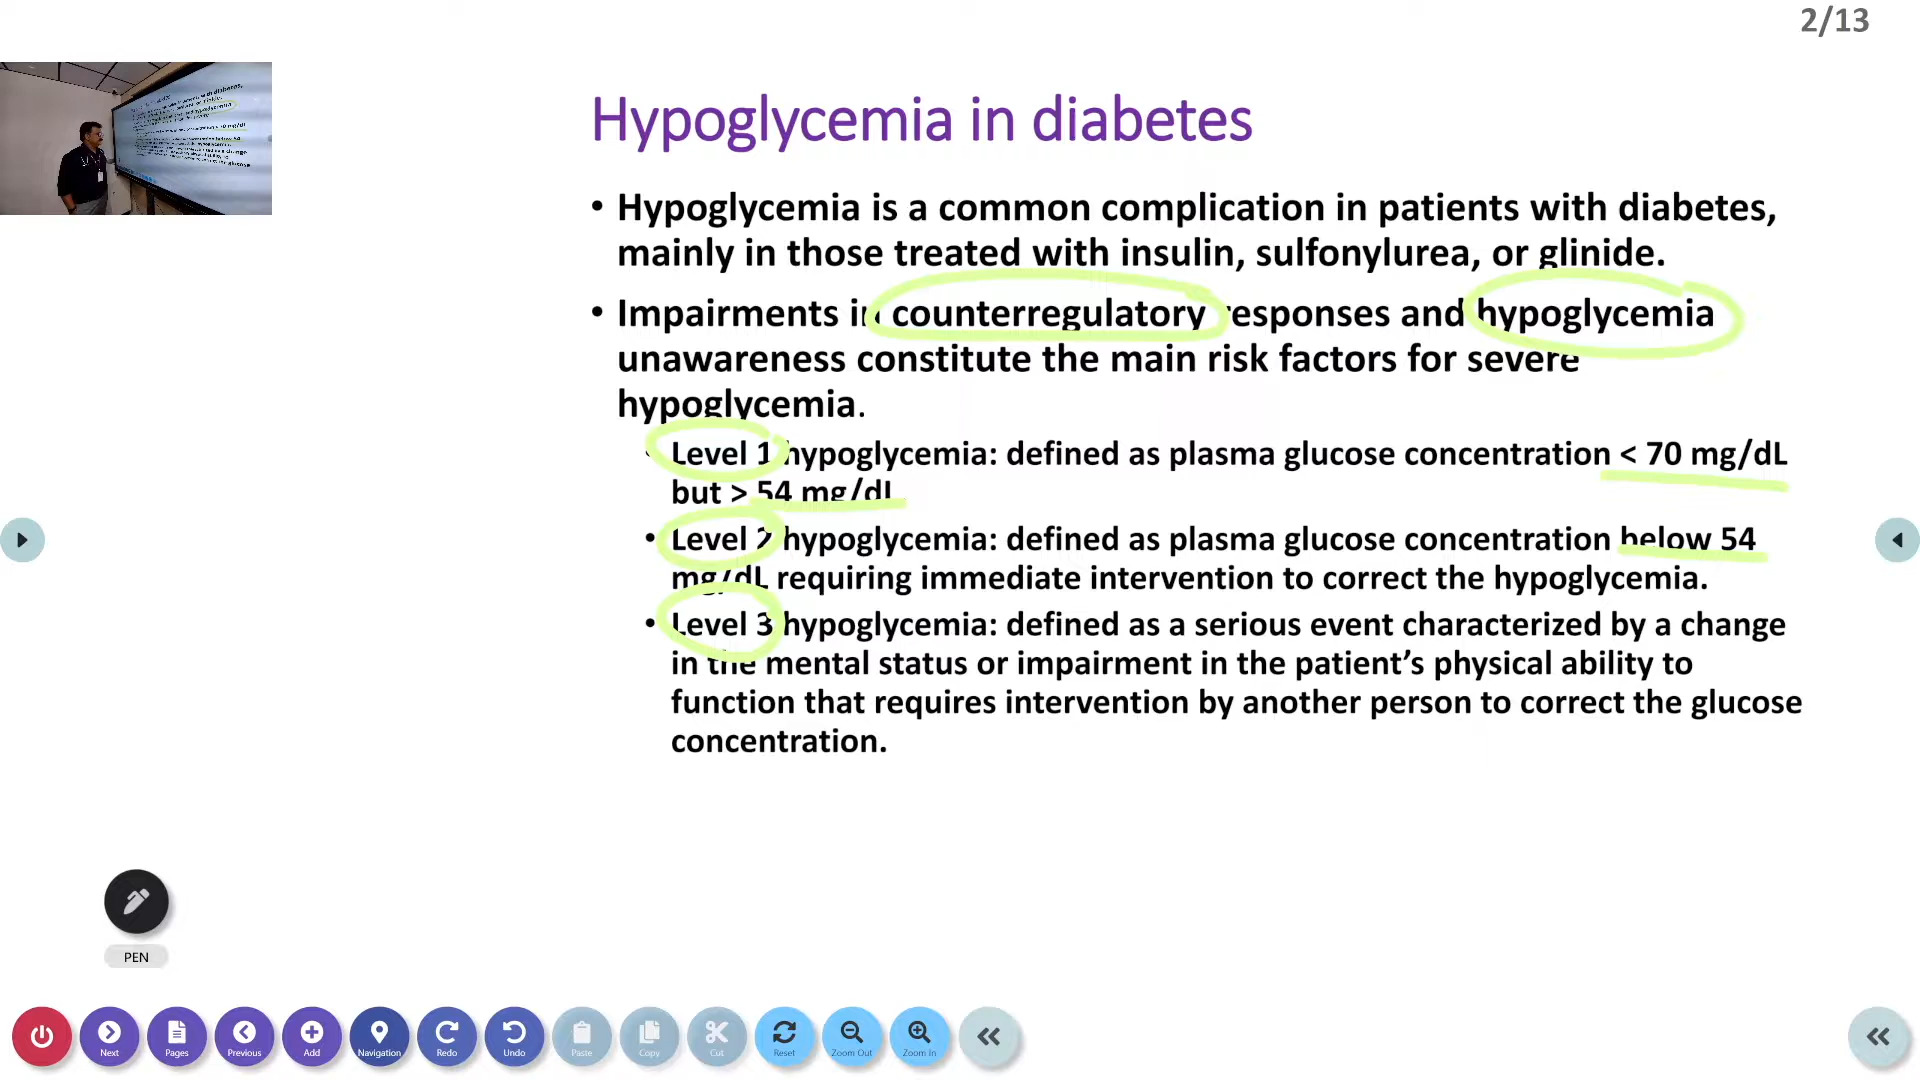 2/13
Hypoglycemia in diabetes
• Hypoglycemia is a common complication in patients with diabetes,
mainly in those treated with insulin, sulfonylurea, or glinide.
• Impairments in counterregulatory responses and hypoglycemia
unawareness constitute the main risk factors for severe
hypoglycemia.
• Level 1 hypoglycemia: defined as plasma glucose concentration < 70 mg/dL
but > 54 mg/dL
• Level 2 hypoglycemia: defined as plasma glucose concentration below 54
mg/dL requiring immediate intervention to correct the hypoglycemia.
• Level 3 hypoglycemia: defined as a serious event characterized by a change
in the mental status or impairment in the patient’s physical ability to
function that requires intervention by another person to correct the glucose
concentration.
PEN
Next Pages Previous Add Navigation Redo Undo Paste Copy Cut Reset Zoom Out Zoom In